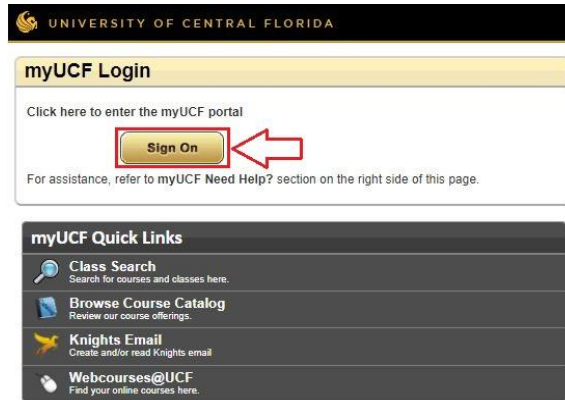 UNIVERSITY OF CENTRAL FLORIDA
myUCF Login
Click here to enter the myUCF portal
Sign On
For assistance, refer to myUCF Need Help? section on the right side of this page.
myUCF Quick Links
Class Search
Search for courses and classes here.
Browse Course Catalog
Review our course offerings.
Knights Email
Create and/or read Knights email
Webcourses@UCF
Find your online courses here.